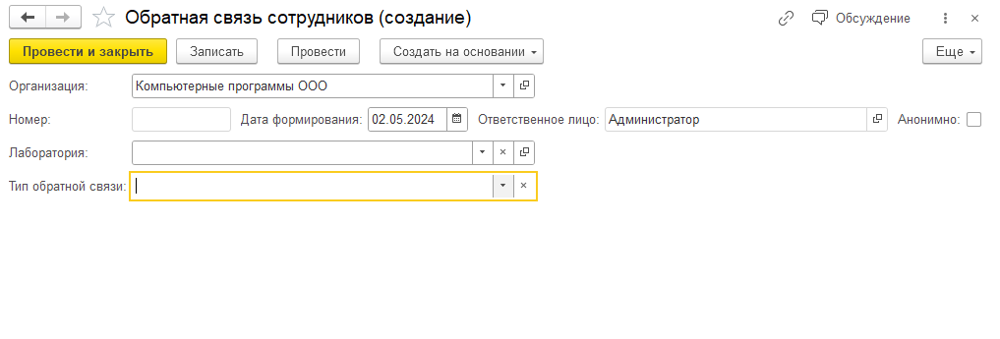 Обратная связь сотрудников (создание)
Обсуждение
Провести и закрыть Записать Провести Создать на основании Еще
Организация: Компьютерные программы ООО
Номер: Дата формирования: 02.05.2024 Ответственное лицо: Администратор Анонимно:
Лаборатория:
Тип обратной связи: